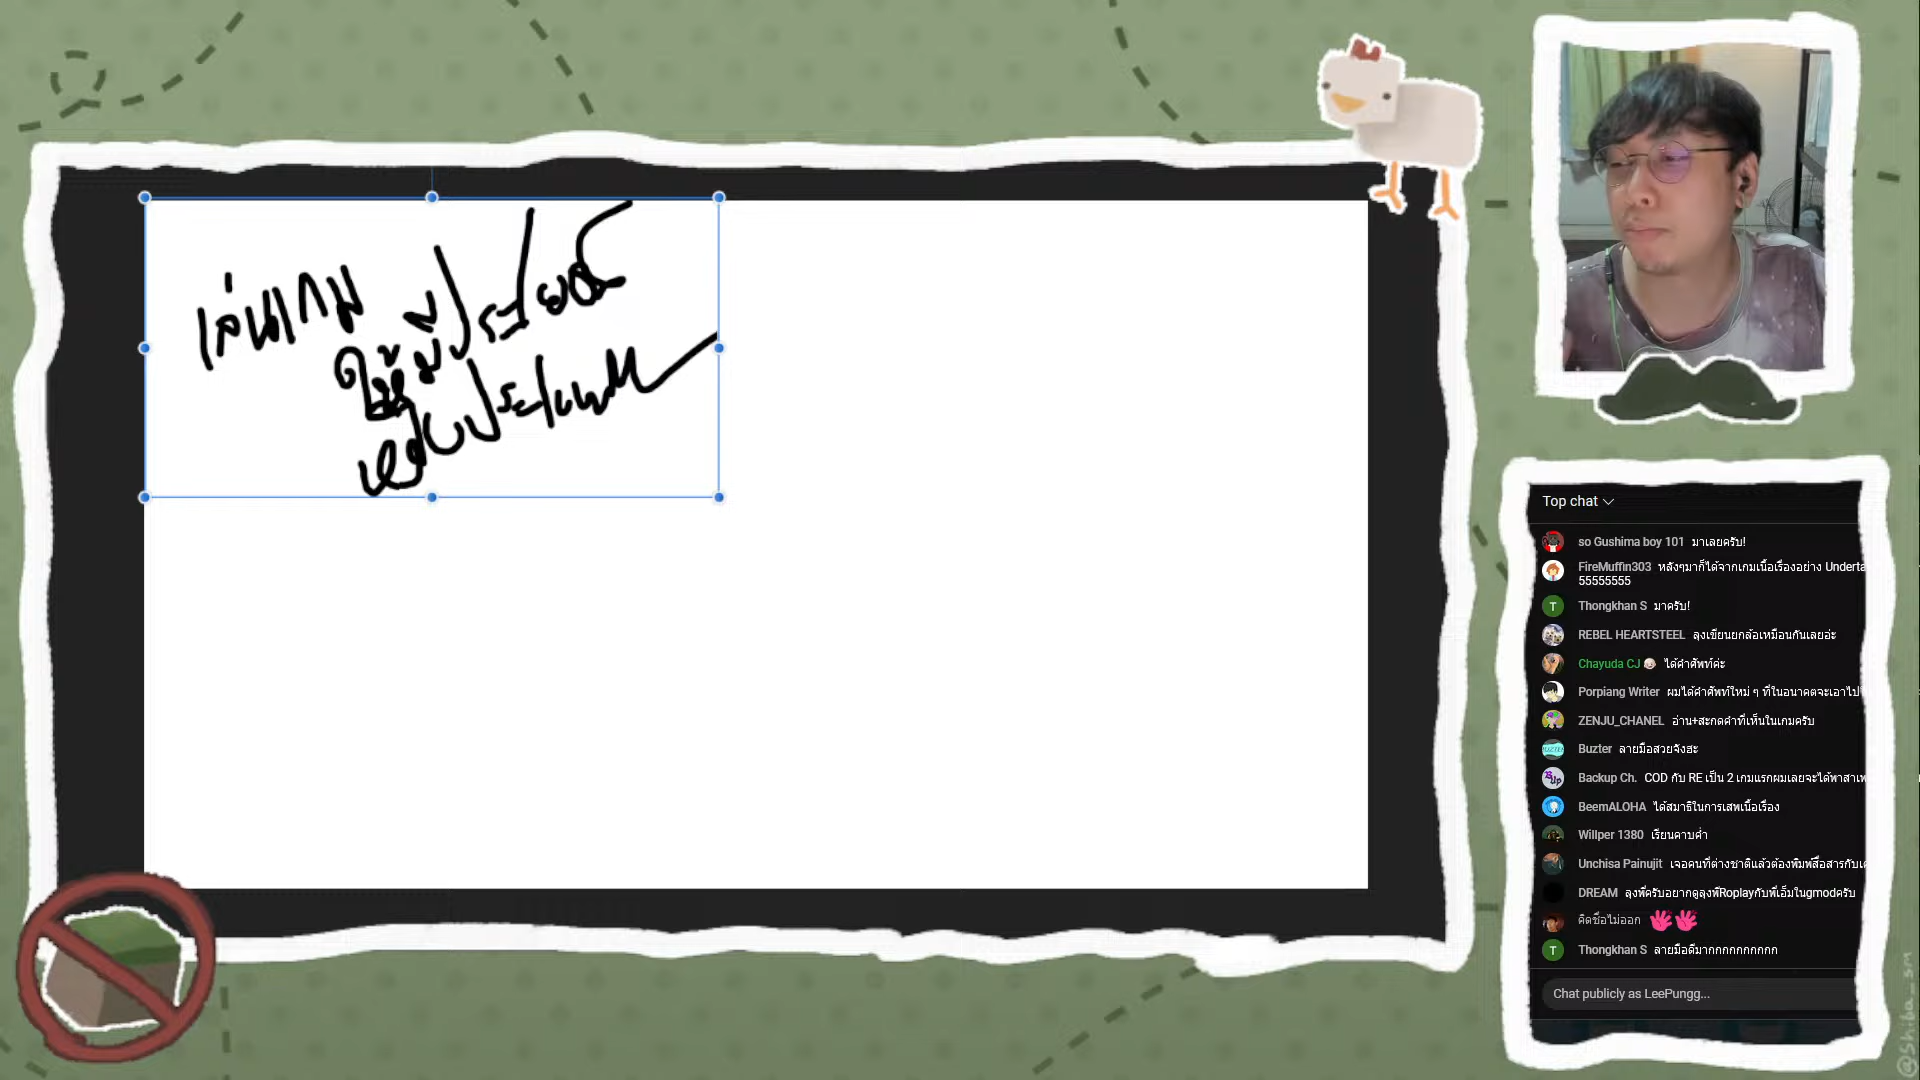 เล่นเกม
ให้มีประโยชน์
Top chat
so Gushima boy 101 มาเลยครับ!
FireMuffin303 หลังๆมาก็ได้จากเกมเนื้อเรื่องอย่าง Underta
55555555
T Thongkhan S มาครับ!
REBEL HEARTSTEEL ลุงเขียนยกล้อเหมือนกันเลยอ่ะ
Chayuda CJ ได้คำศัพท์ค่ะ
Porpiang Writer ผมได้คำศัพท์ใหม่ ๆ ที่ในอนาคตจะเอาไป
ZENJU_CHANEL อ่าน+สะกดคำที่เห็นในเกมครับ
Buzter ลายมือสวยจังฮะ
Backup Ch. COD กับ RE เป็น 2 เกมแรกผมเลยจะได้พาสาเห
BeemALOHA ได้สมาธิในการเสพเนื้อเรื่อง
Willper 1380 เรียนคาบค่ำ
Unchisa Painujit เจอคนที่ต่างชาติแล้วต้องพิมพ์สื่อสารกับเค
DREAM ลุงพี่ครับอยากดูลุงพี่Roplayกับพี่เอ็มในgmodครับ
คิดชื่อไม่ออก
T Thongkhan S ลายมือดีมากกกกกกกกกก
Chat publicly as LeePungg...
@Shiba_sm